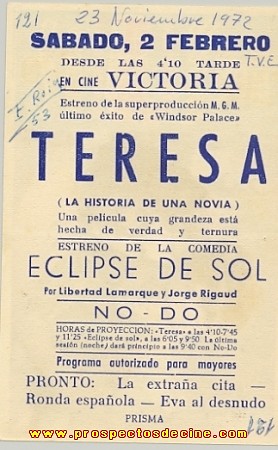 121
23 Noviembre 1972
SABADO, 2 FEBRERO
T.V.E
DESDE LAS 4'10 TARDE
EN CINE VICTORIA
Estreno de la superproducción M.G.M.
último éxito de «Windsor Palace»
53
TERESA
(LA HISTORIA DE UNA NOVIA)
Una película cuya grandeza está
hecha de verdad y ternura
ESTRENO DE LA COMEDIA
ECLIPSE DE SOL
Por Libertad Lamarque y Jorge Rigaud
NO-DO
HORAS de PROYECCION: «Teresa» a las 4'10-7'45
y 11'25 «Eclipse de sol», a las 6'05 y 9'50 La última
sesión (noche) dará principio a las 9'40 con No-Do
Programa autorizado para mayores
PRONTO: La extraña cita —
Ronda española — Eva al desnudo
PRISMA
121
www.prospectosdecine.com